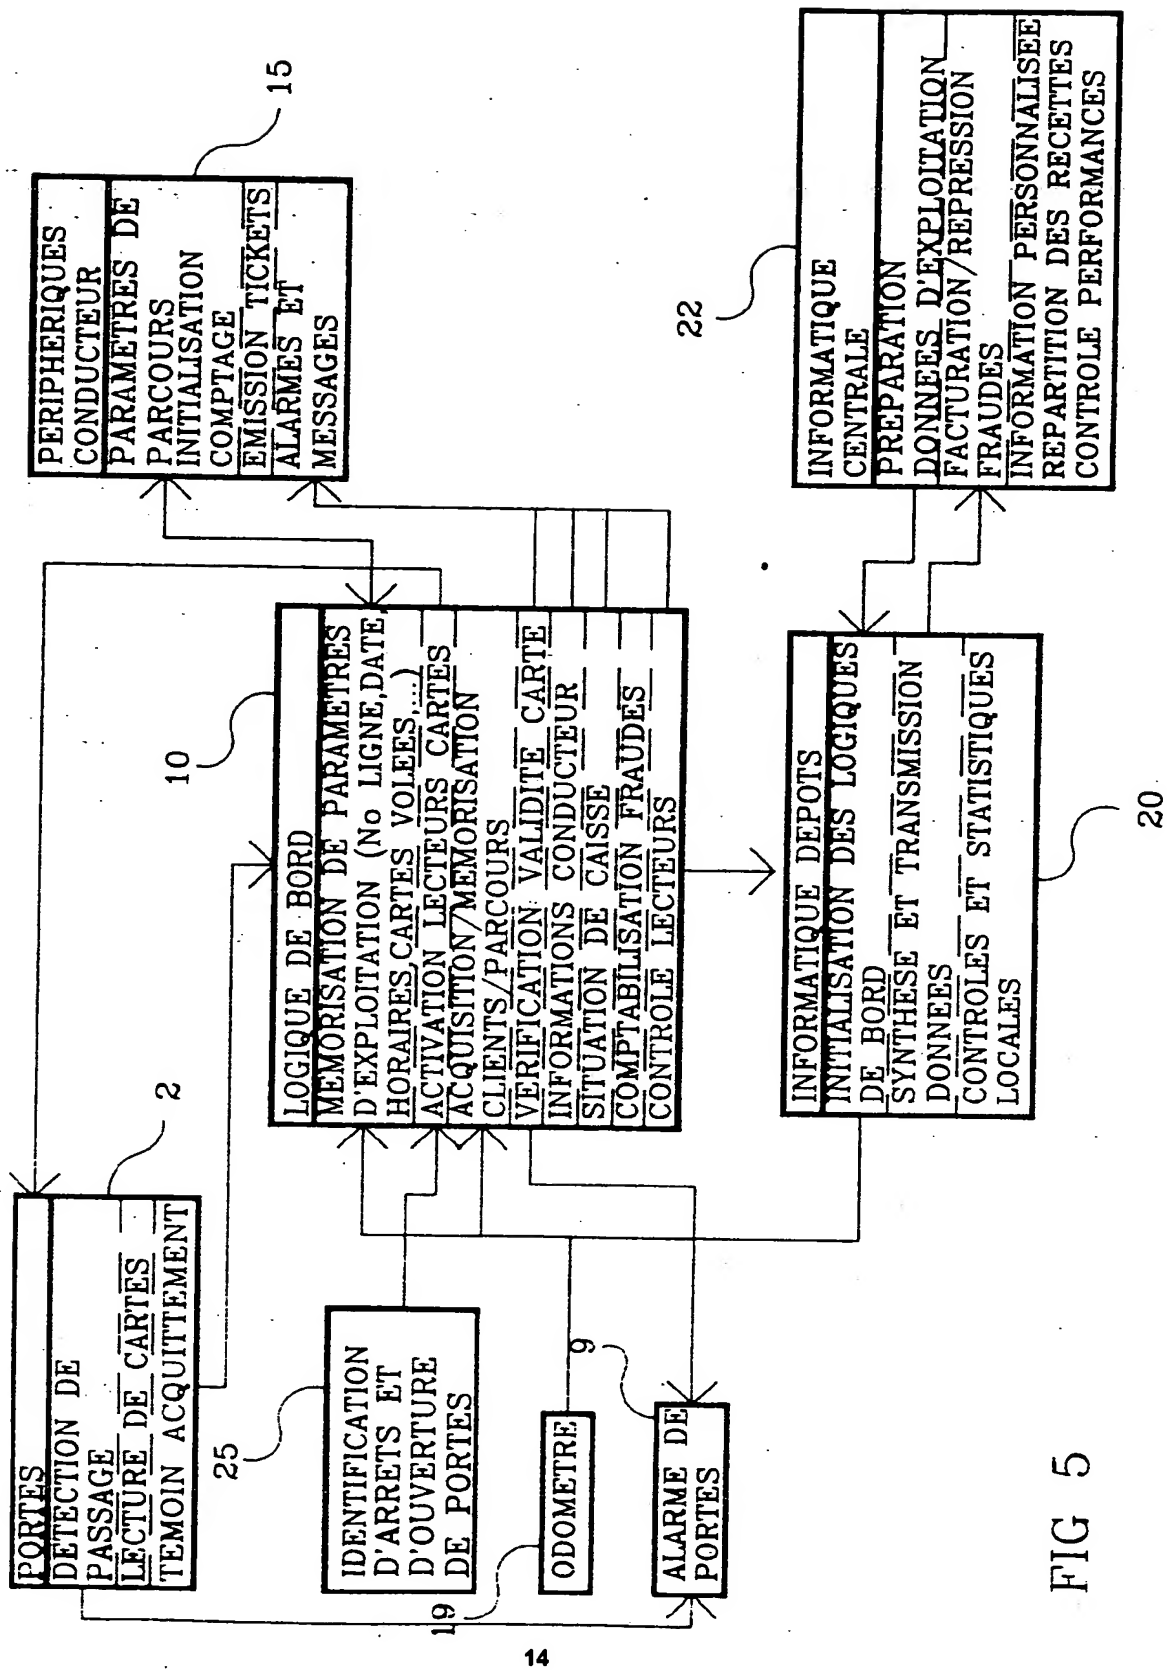 PORTES
DETECTION DE
PASSAGE
LECTURE DE CARTES
TEMOIN ACQUITTEMENT
2
IDENTIFICATION
D'ARRETS ET
D'OUVERTURE
DE PORTES
25
ODOMETRE
19
ALARME DE
PORTES
9
LOGIQUE DE BORD
MEMORISATION DE PARAMETRES
D'EXPLOITATION (No LIGNE,DATE,
HORAIRES,CARTES VOLEES,...)
ACTIVATION LECTEURS CARTES
ACQUISITION/MEMORISATION
CLIENTS/PARCOURS
VERIFICATION VALIDITE CARTE
INFORMATIONS CONDUCTEUR
SITUATION DE CAISSE
COMPTABILISATION FRAUDES
CONTROLE LECTEURS
10
PERIPHERIQUES
CONDUCTEUR
PARAMETRES DE
PARCOURS
INITIALISATION
COMPTAGE
EMISSION TICKETS
ALARMES ET
MESSAGES
15
INFORMATIQUE DEPOTS
INITIALISATION DES LOGIQUES
DE BORD
SYNTHESE ET TRANSMISSION
DONNEES
CONTROLES ET STATISTIQUES
LOCALES
20
INFORMATIQUE
CENTRALE
PREPARATION
DONNEES D'EXPLOITATION
FACTURATION/REPRESSION
FRAUDES
INFORMATION PERSONNALISEE
REPARTITION DES RECETTES
CONTROLE PERFORMANCES
22
FIG 5
14